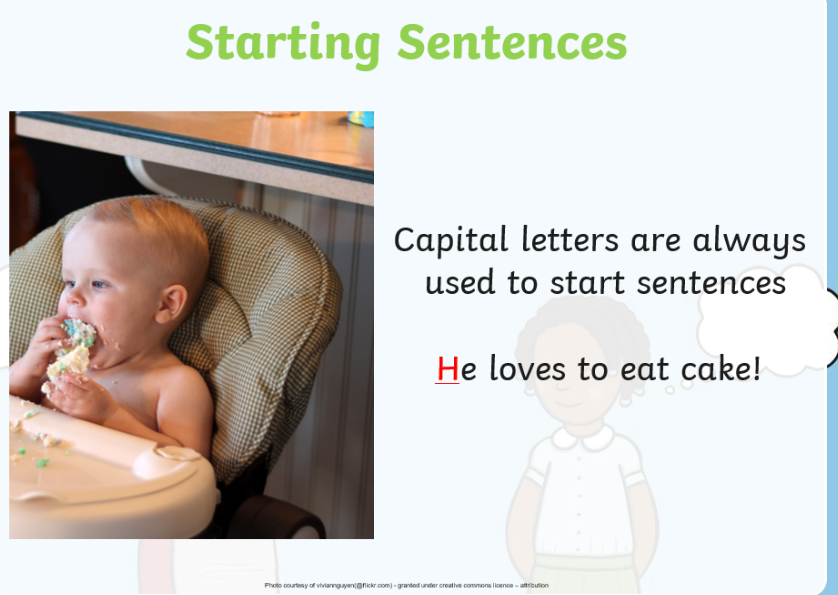 Starting Sentences
Capital letters are always
used to start sentences
He loves to eat cake!
Photo courtesy of viviannguyen(@flickr.com) - granted under creative commons licence – attribution